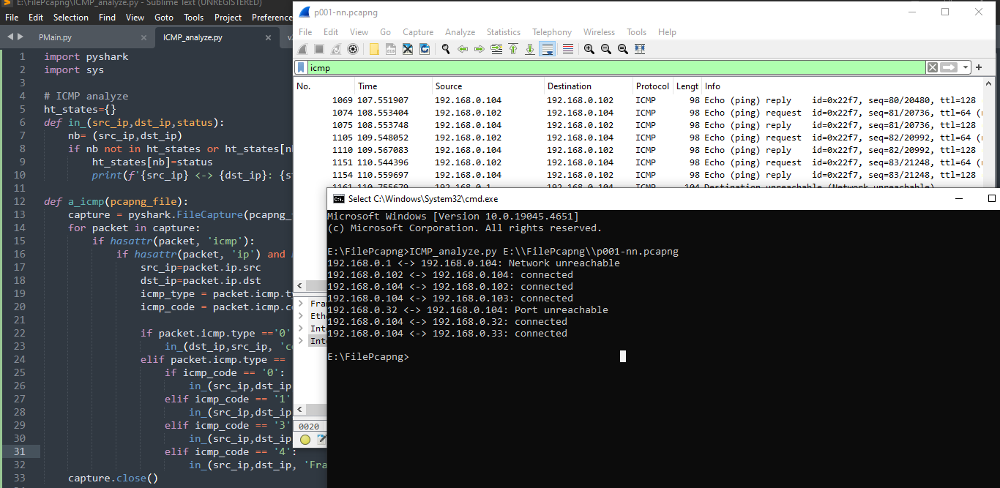 E:\FilePcapng\ICMP_analyze.py - Sublime Text (UNREGISTERED)
File Edit Selection Find View Goto Tools Project Preference
PMain.py × ICMP_analyze.py ×
1 import pyshark
2 import sys
3
4 # ICMP analyze
5 ht_states={}
6 def in_(src_ip,dst_ip,status):
7 nb= (src_ip,dst_ip)
8 if nb not in ht_states or ht_states[nb
9 ht_states[nb]=status
10 print(f'{src_ip} <-> {dst_ip}: {st
11
12 def a_icmp(pcapng_file):
13 capture = pyshark.FileCapture(pcapng_
14 for packet in capture:
15 if hasattr(packet, 'icmp'):
16 if hasattr(packet, 'ip') and
17 src_ip=packet.ip.src
18 dst_ip=packet.ip.dst
19 icmp_type = packet.icmp.ty
20 icmp_code = packet.icmp.co
21
22 if packet.icmp.type =='0'
23 in_(dst_ip,src_ip, 'co
24 elif packet.icmp.type ==
25 if icmp_code == '0':
26 in_(src_ip,dst_ip
27 elif icmp_code == '1'
28 in_(src_ip,dst_ip
29 elif icmp_code == '3'
30 in_(src_ip,dst_ip
31 elif icmp_code == '4':
32 in_(src_ip,dst_ip, 'Fra
33 capture.close()
p001-nn.pcapng
File Edit View Go Capture Analyze Statistics Telephony Wireless Tools Help
icmp
No. Time Source Destination Protocol Lengt Info
1069 107.551907 192.168.0.104 192.168.0.102 ICMP 98 Echo (ping) reply id=0x22f7, seq=80/20480, ttl=128
1074 108.553404 192.168.0.102 192.168.0.104 ICMP 98 Echo (ping) request id=0x22f7, seq=81/20736, ttl=64 (
1075 108.553748 192.168.0.104 192.168.0.102 ICMP 98 Echo (ping) reply id=0x22f7, seq=81/20736, ttl=128
1105 109.548052 192.168.0.102 192.168.0.104 ICMP 98 Echo (ping) request id=0x22f7, seq=82/20992, ttl=64 (
1110 109.567083 192.168.0.104 192.168.0.102 ICMP 98 Echo (ping) reply id=0x22f7, seq=82/20992, ttl=128
1151 110.544396 192.168.0.102 192.168.0.104 ICMP 98 Echo (ping) request id=0x22f7, seq=83/21248, ttl=64 (
1154 110.559697 192.168.0.104 192.168.0.102 ICMP 98 Echo (ping) reply id=0x22f7, seq=83/21248, ttl=128
1161 110.755679 192.168.0.1 192.168.0.104 ICMP 104 Destination unreachable (Network unreachable)
Fra
Eth
Int
Int
0020
Select C:\Windows\System32\cmd.exe
Microsoft Windows [Version 10.0.19045.4651]
(c) Microsoft Corporation. All rights reserved.
E:\FilePcapng>ICMP_analyze.py E:\\FilePcapng\\p001-nn.pcapng
192.168.0.1 <-> 192.168.0.104: Network unreachable
192.168.0.102 <-> 192.168.0.104: connected
192.168.0.104 <-> 192.168.0.102: connected
192.168.0.104 <-> 192.168.0.103: connected
192.168.0.32 <-> 192.168.0.104: Port unreachable
192.168.0.104 <-> 192.168.0.32: connected
192.168.0.104 <-> 192.168.0.33: connected
E:\FilePcapng>